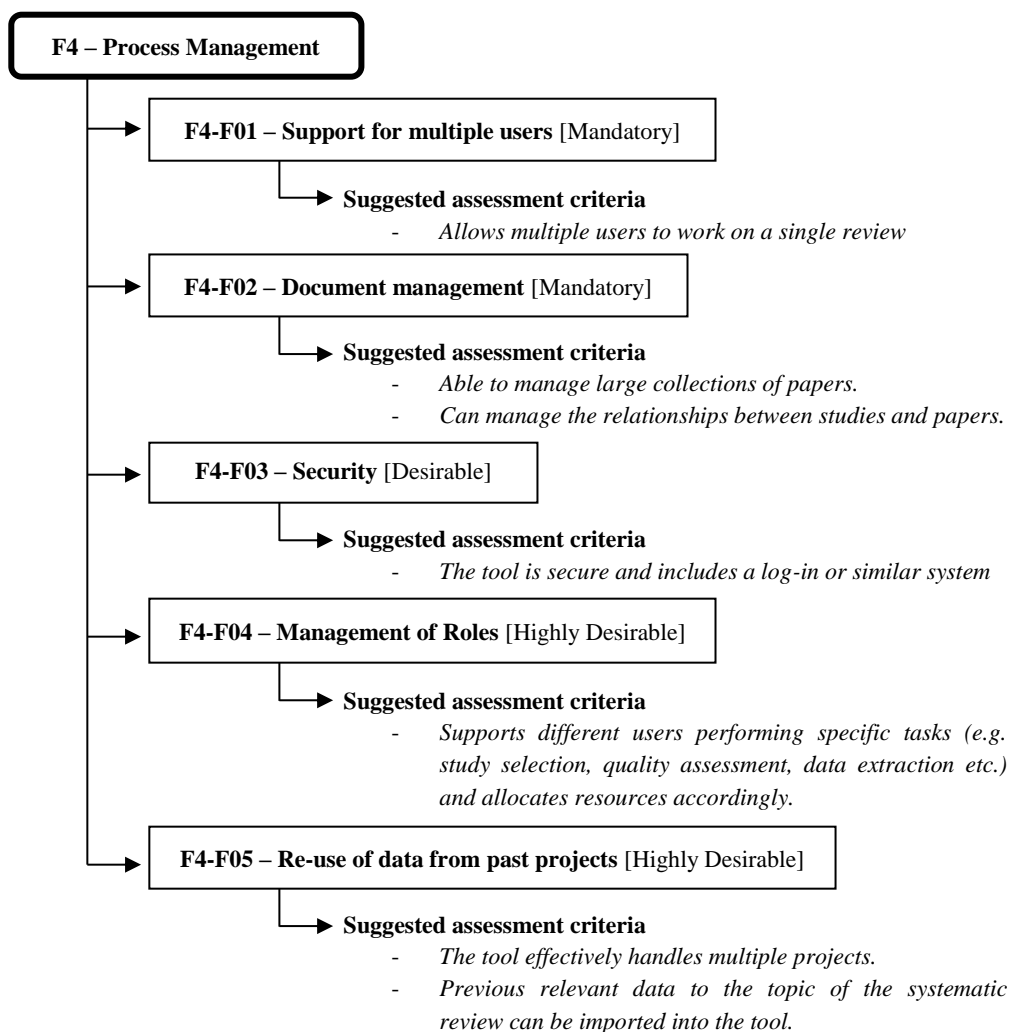 F4 – Process Management
F4-F01 – Support for multiple users [Mandatory]
Suggested assessment criteria
- Allows multiple users to work on a single review
F4-F02 – Document management [Mandatory]
Suggested assessment criteria
- Able to manage large collections of papers.
- Can manage the relationships between studies and papers.
F4-F03 – Security [Desirable]
Suggested assessment criteria
- The tool is secure and includes a log-in or similar system
F4-F04 – Management of Roles [Highly Desirable]
Suggested assessment criteria
- Supports different users performing specific tasks (e.g.
study selection, quality assessment, data extraction etc.)
and allocates resources accordingly.
F4-F05 – Re-use of data from past projects [Highly Desirable]
Suggested assessment criteria
- The tool effectively handles multiple projects.
- Previous relevant data to the topic of the systematic
review can be imported into the tool.